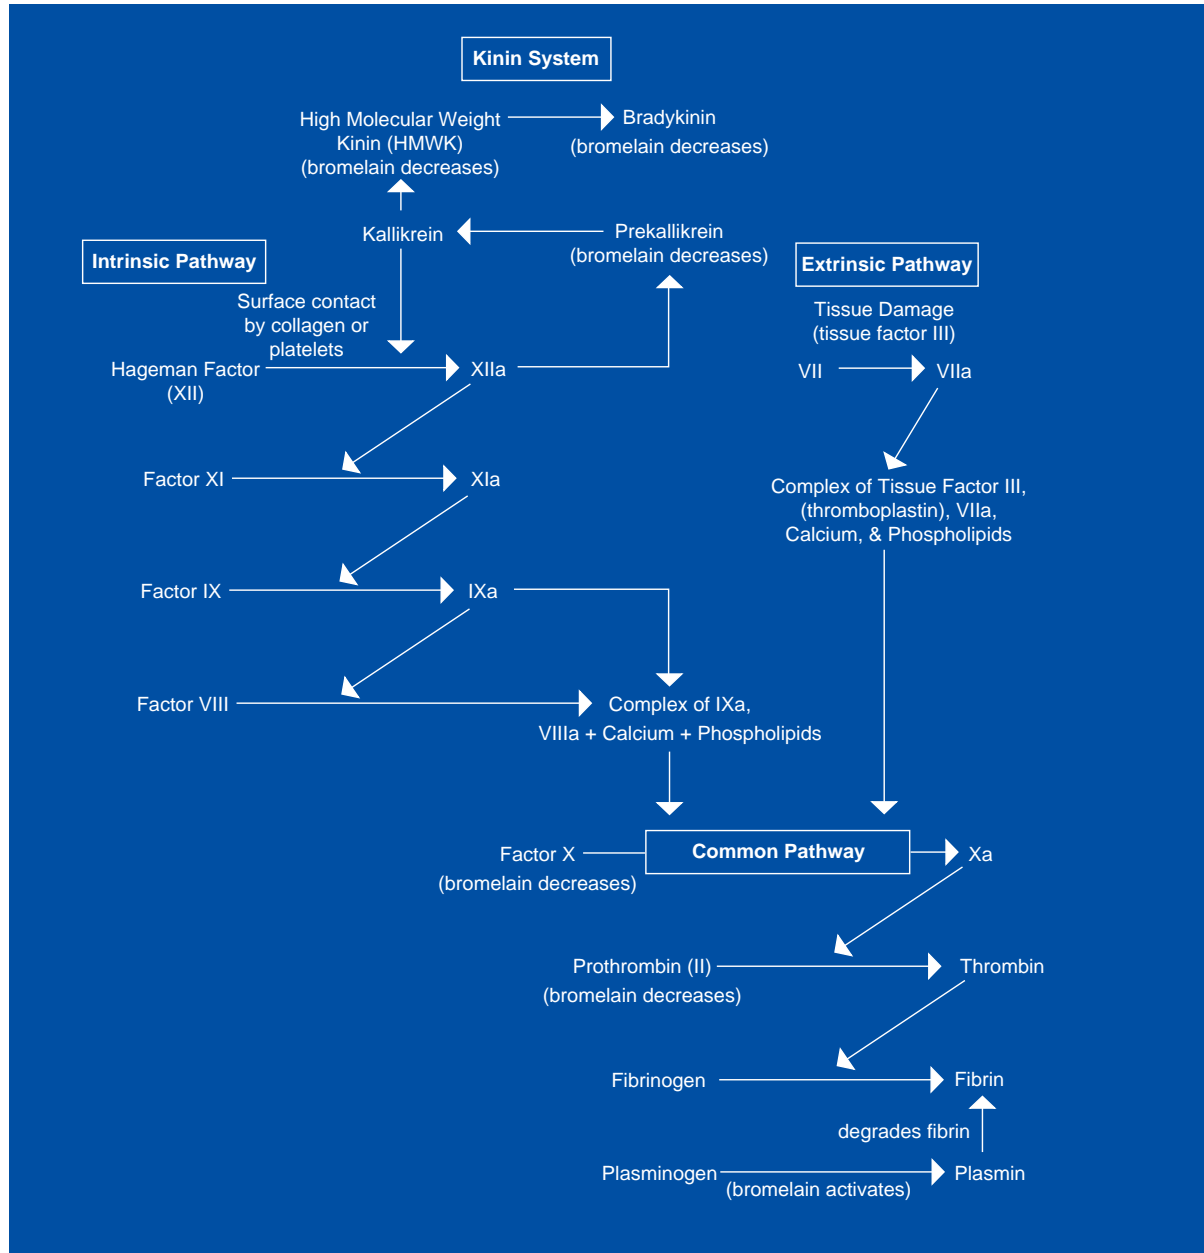 Kinin System
High Molecular Weight
Kinin (HMWK)
(bromelain decreases)
Bradykinin
(bromelain decreases)
Kallikrein
Prekallikrein
(bromelain decreases)
Intrinsic Pathway
Extrinsic Pathway
Surface contact
by collagen or
platelets
Tissue Damage
(tissue factor III)
Hageman Factor
(XII)
XIIa
VII
VIIa
Factor XI
XIa
Complex of Tissue Factor III,
(thromboplastin), VIIa,
Calcium, & Phospholipids
Factor IX
IXa
Factor VIII
Complex of IXa,
VIIIa + Calcium + Phospholipids
Factor X
(bromelain decreases)
Common Pathway
Xa
Prothrombin (II)
(bromelain decreases)
Thrombin
Fibrinogen
Fibrin
degrades fibrin
Plasminogen
(bromelain activates)
Plasmin